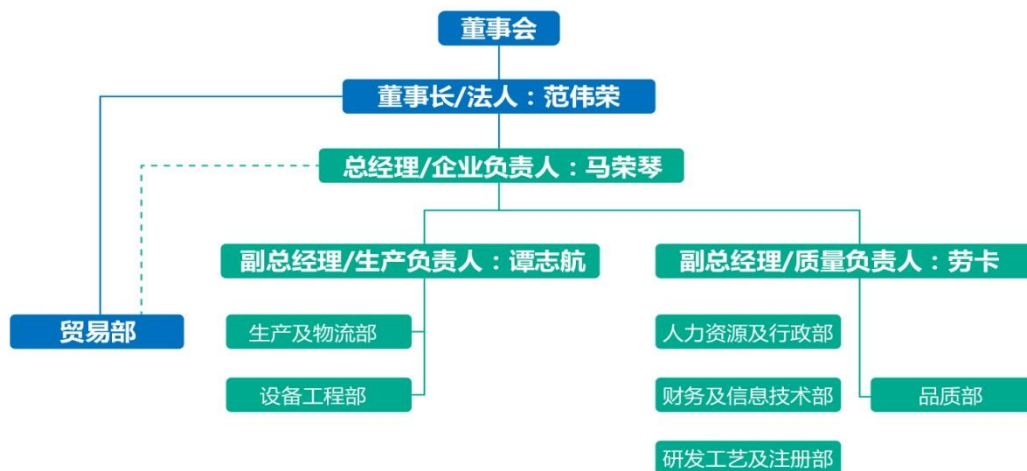 董事会
董事长/法人：范伟荣
总经理/企业负责人：马荣琴
副总经理/生产负责人：谭志航
副总经理/质量负责人：劳卡
贸易部
生产及物流部
人力资源及行政部
设备工程部
财务及信息技术部
品质部
研发工艺及注册部